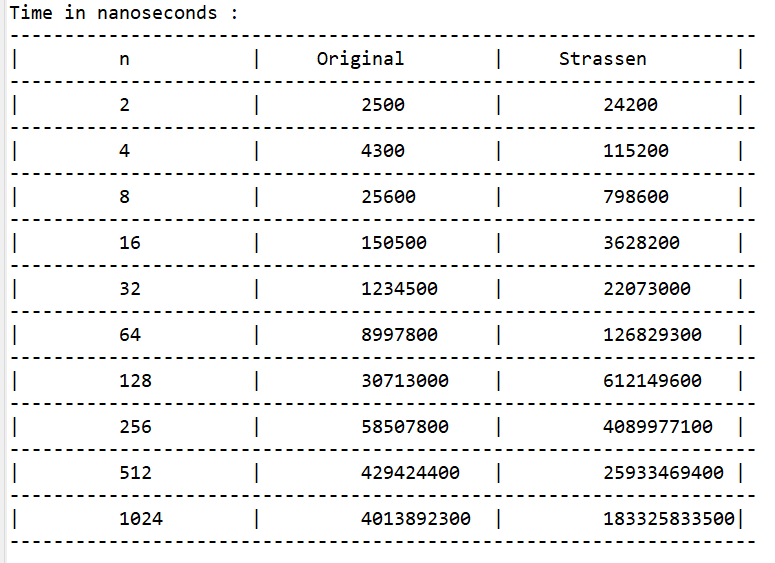 Time in nanoseconds :
--------------------------------------------------------------------
|         n           |     Original        |     Strassen        |
--------------------------------------------------------------------
|         2           |         2500        |         24200       |
--------------------------------------------------------------------
|         4           |         4300        |         115200      |
--------------------------------------------------------------------
|         8           |         25600       |         798600      |
--------------------------------------------------------------------
|         16          |         150500      |         3628200     |
--------------------------------------------------------------------
|         32          |         1234500     |         22073000    |
--------------------------------------------------------------------
|         64          |         8997800     |         126829300   |
--------------------------------------------------------------------
|         128         |         30713000    |         612149600   |
--------------------------------------------------------------------
|         256         |         58507800    |         4089977100  |
--------------------------------------------------------------------
|         512         |         429424400   |         25933469400 |
--------------------------------------------------------------------
|         1024        |         4013892300  |         183325833500|
--------------------------------------------------------------------